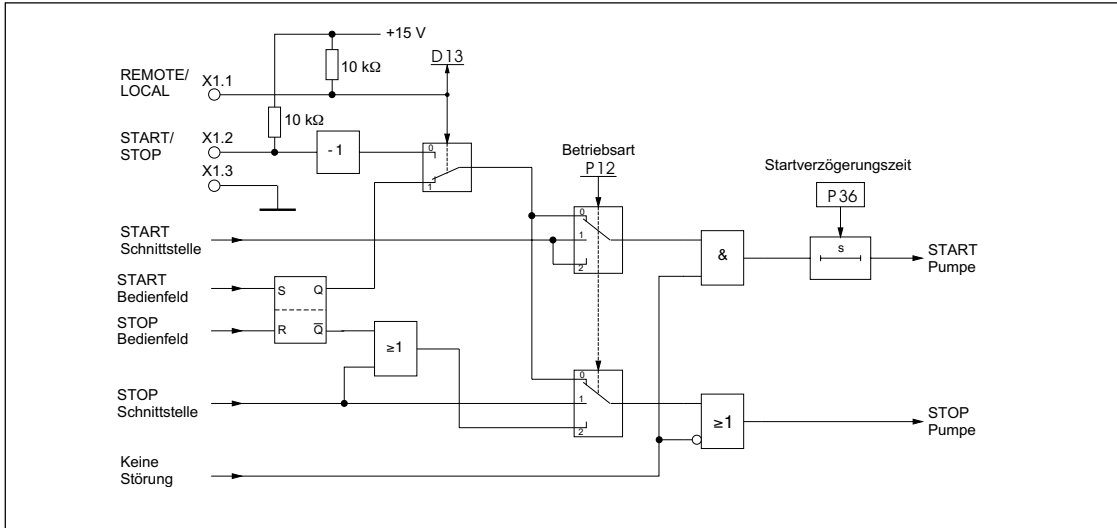 +15 V
D13
10 kΩ
REMOTE/
LOCAL
X1.1
10 kΩ
START/
STOP
X1.2
- 1
0
1
X1.3
Betriebsart
P12
Startverzögerungszeit
P36
START
Schnittstelle
0
1
2
&
s
START
Pumpe
START
Bedienfeld
S Q
STOP
Bedienfeld
R Q̅
≥1
STOP
Schnittstelle
0
1
2
≥1
STOP
Pumpe
Keine
Störung